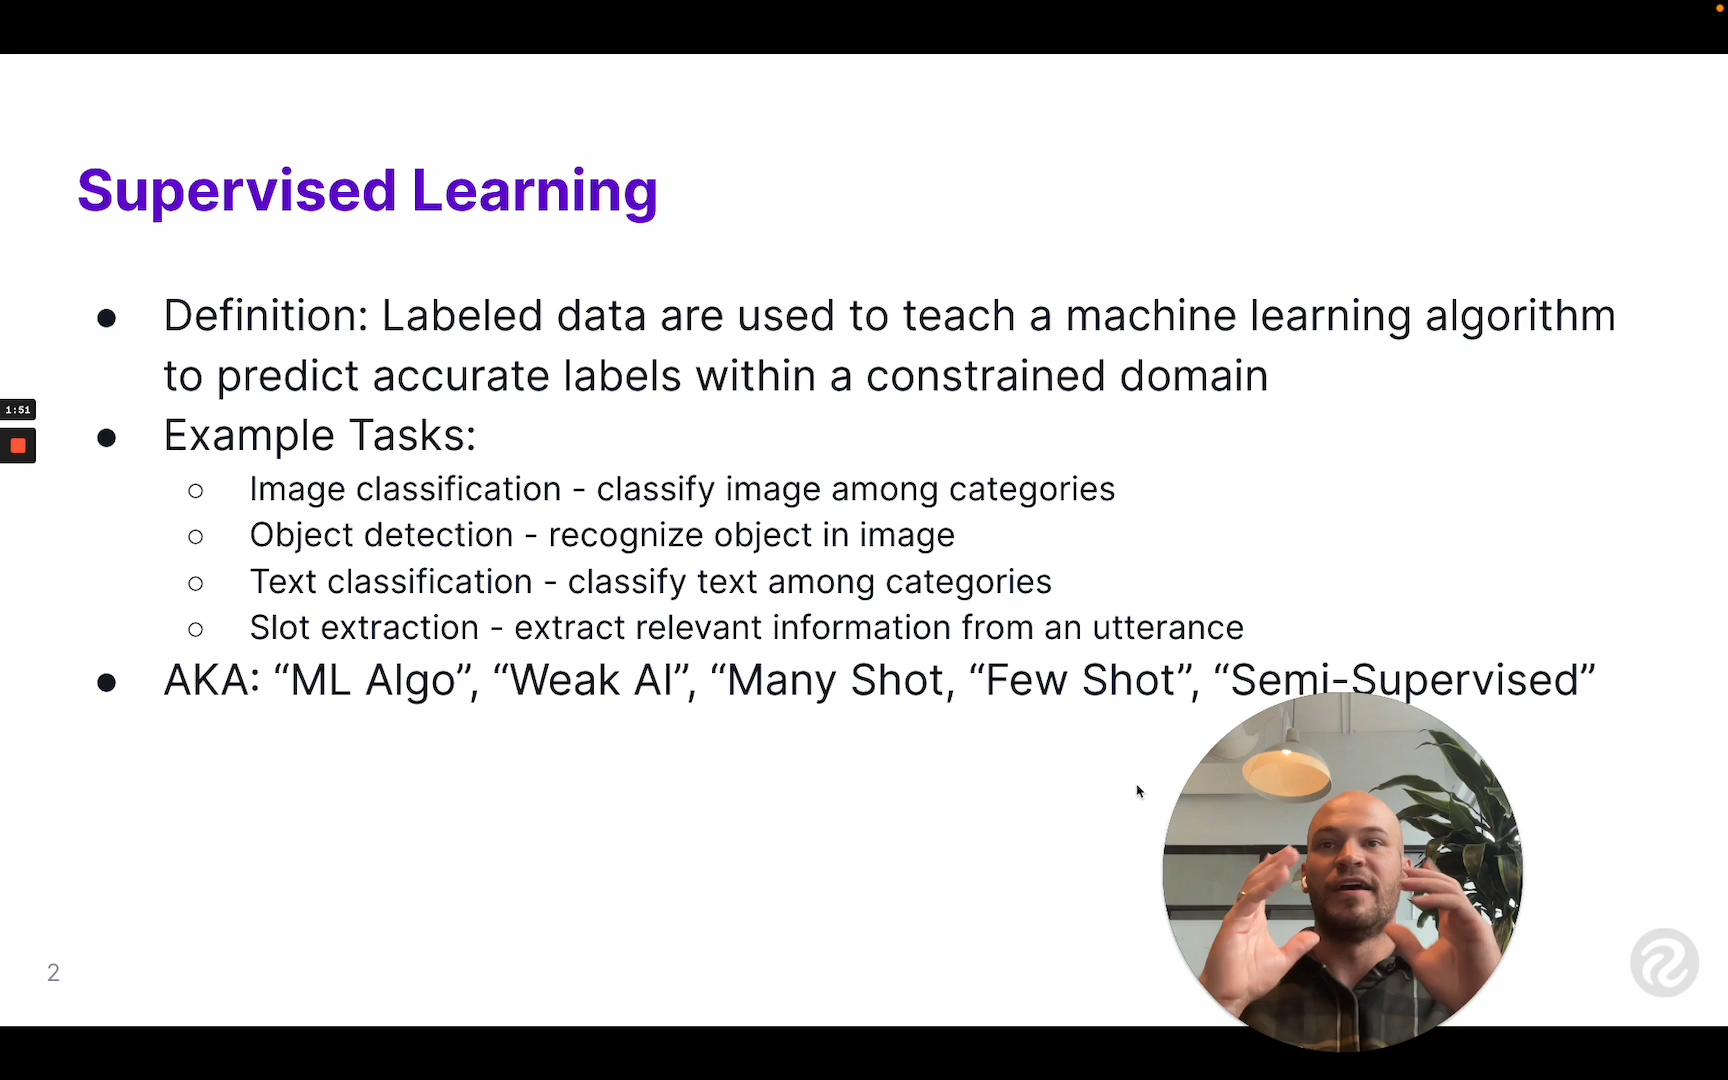 Supervised Learning
● Definition: Labeled data are used to teach a machine learning algorithm
to predict accurate labels within a constrained domain
● Example Tasks:
○ Image classification - classify image among categories
○ Object detection - recognize object in image
○ Text classification - classify text among categories
○ Slot extraction - extract relevant information from an utterance
● AKA: “ML Algo”, “Weak AI”, “Many Shot, “Few Shot”, “Semi-Supervised”
1:51
2